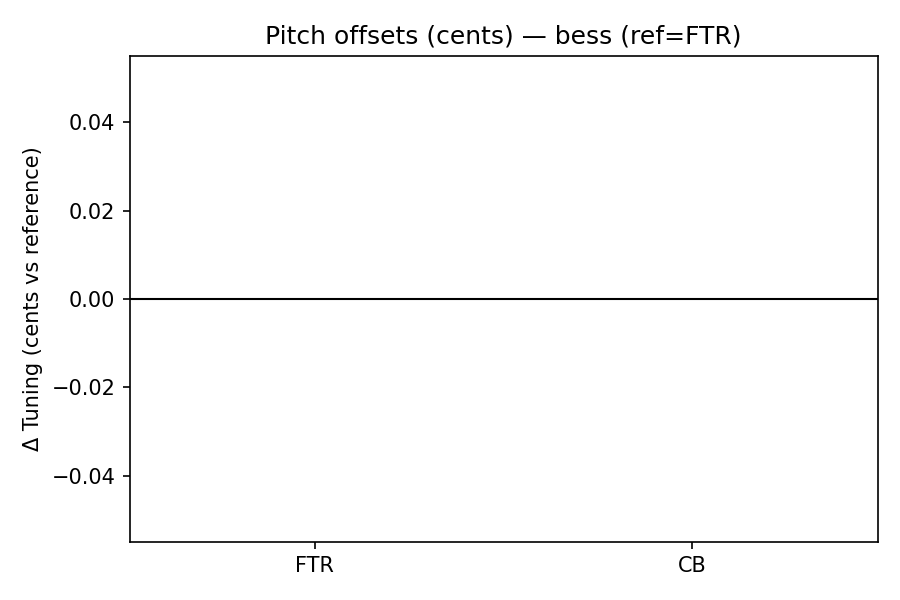 Pitch offsets (cents) — bess (ref=FTR)
Δ Tuning (cents vs reference)
0.04
0.02
0.00
−0.02
−0.04
FTR
CB